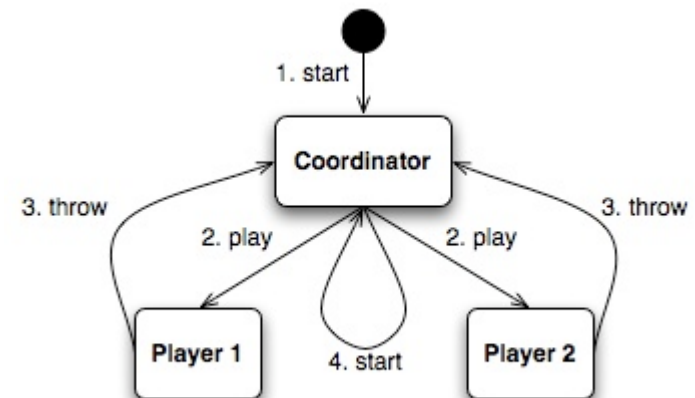 1. start
Coordinator
3. throw
3. throw
2. play
2. play
Player 1
4. start
Player 2